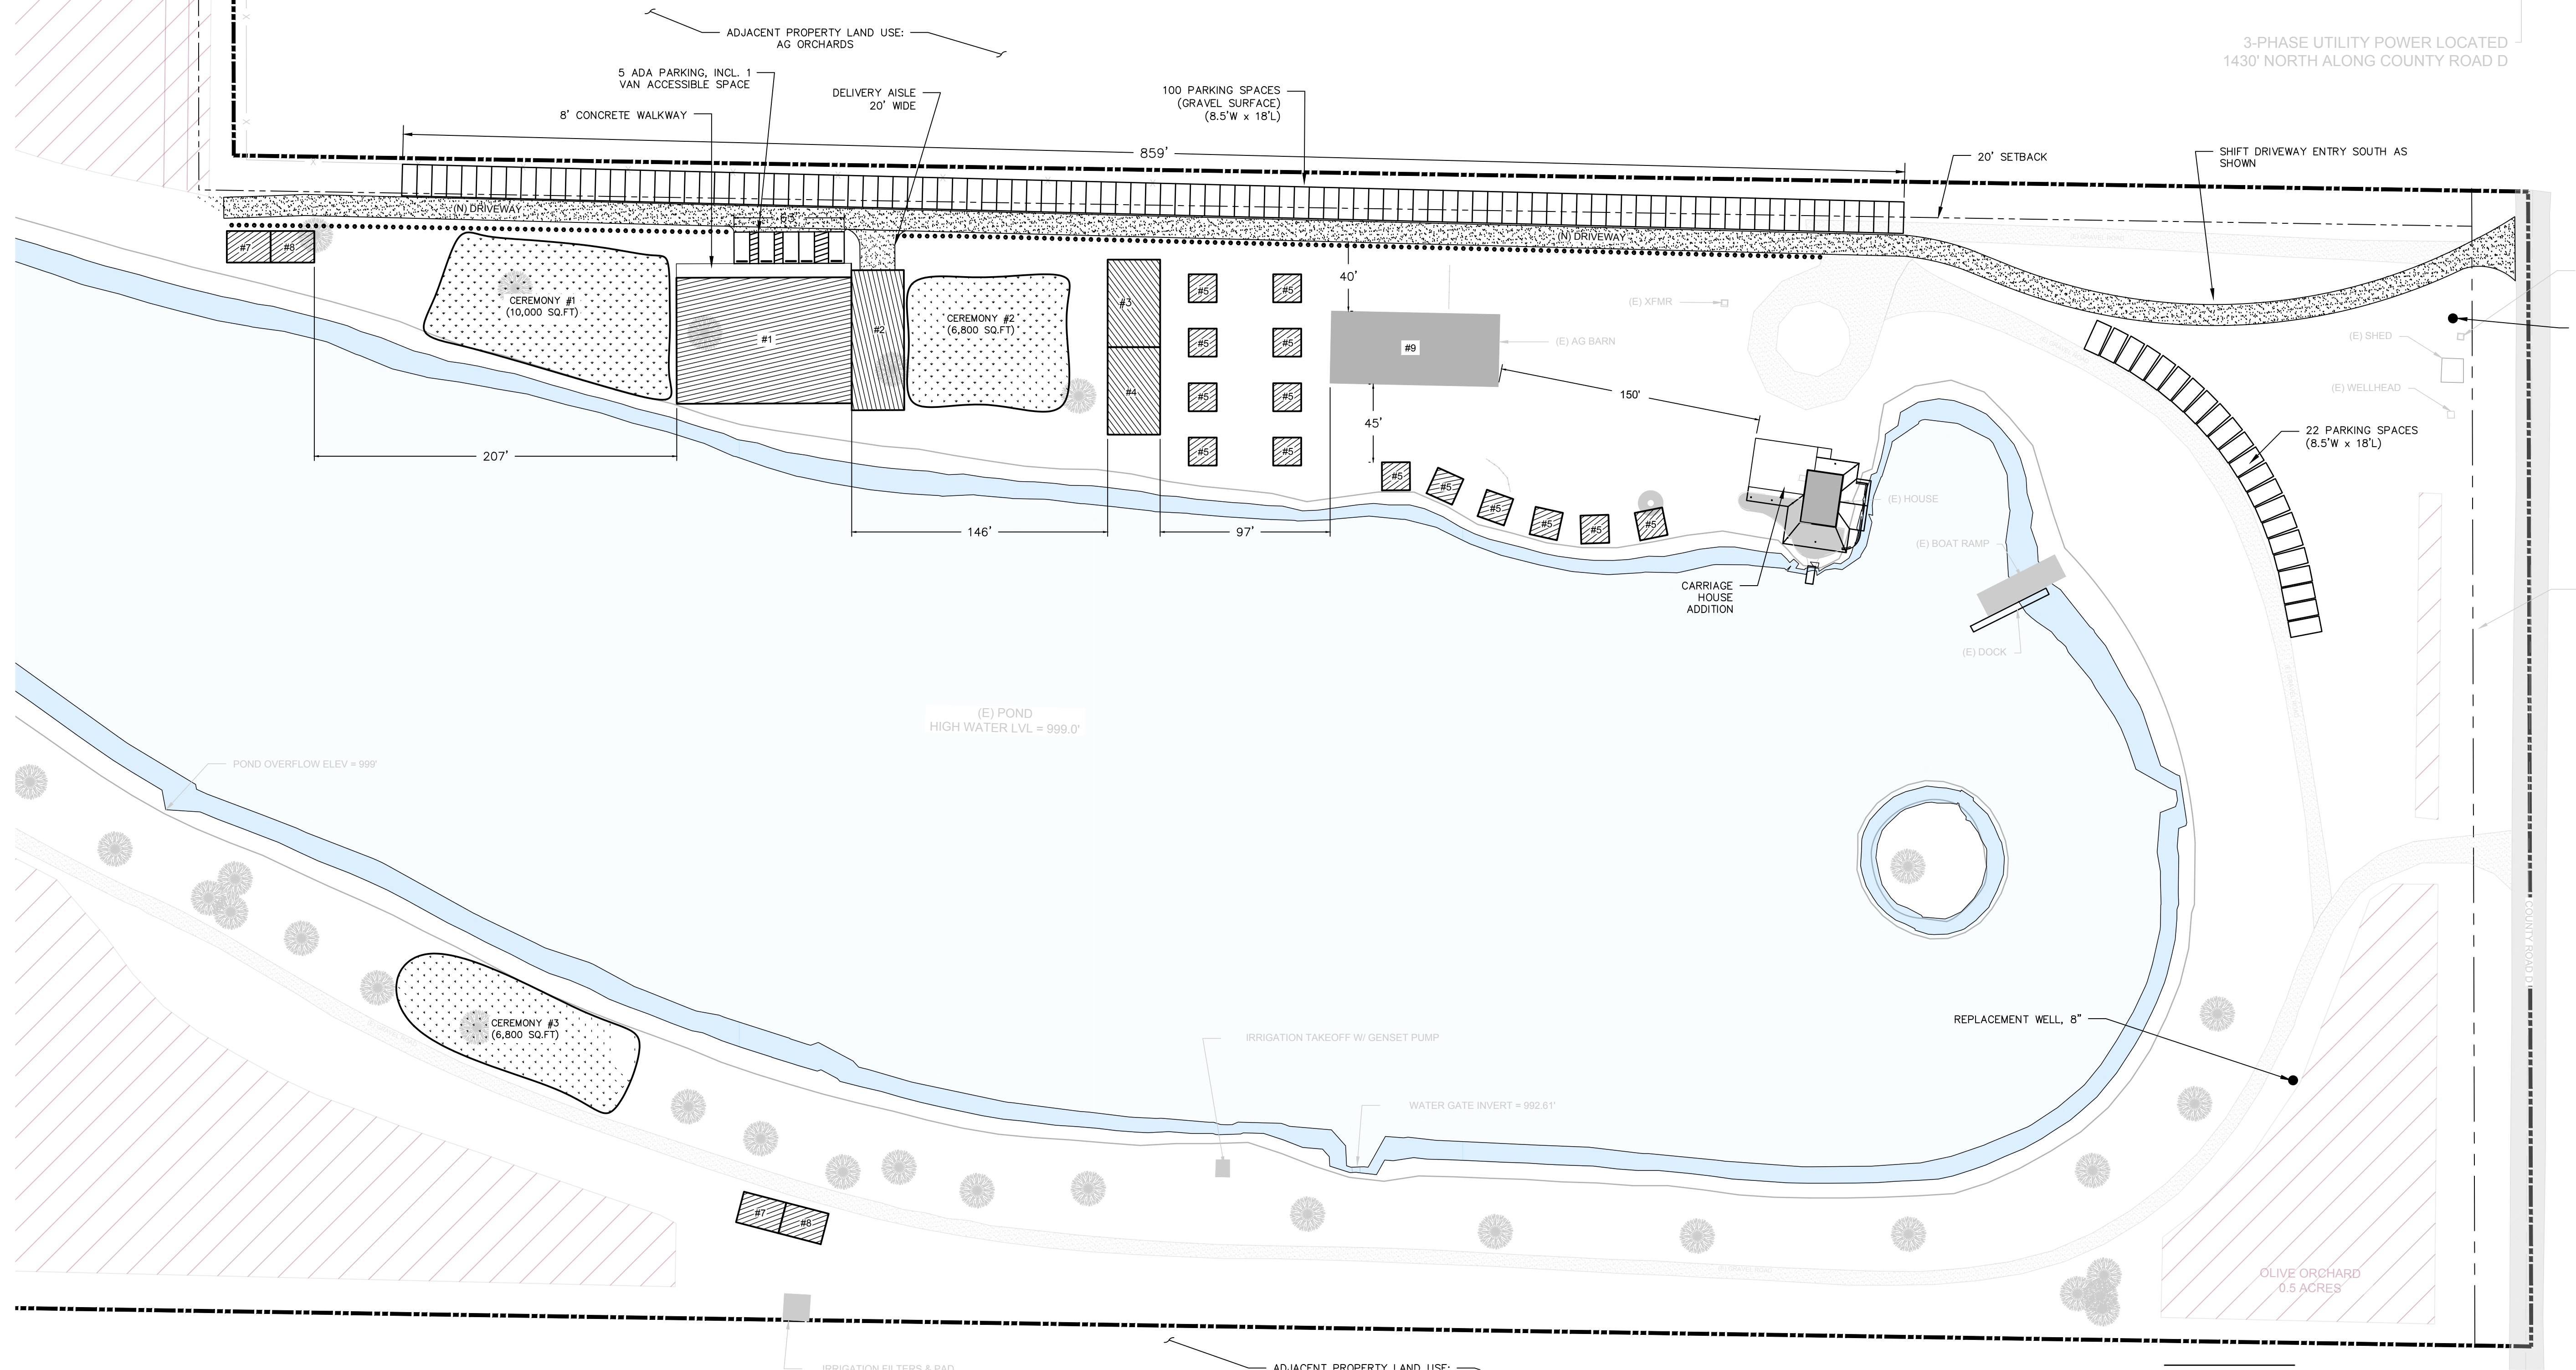 ADJACENT PROPERTY LAND USE:
AG ORCHARDS
3-PHASE UTILITY POWER LOCATED
1430' NORTH ALONG COUNTY ROAD D
5 ADA PARKING, INCL. 1
VAN ACCESSIBLE SPACE
DELIVERY AISLE
20' WIDE
100 PARKING SPACES
(GRAVEL SURFACE)
(8.5'W x 18'L)
8' CONCRETE WALKWAY
859'
20' SETBACK
SHIFT DRIVEWAY ENTRY SOUTH AS
SHOWN
(N) DRIVEWAY
63'
(N) DRIVEWAY
#7
#8
40'
CEREMONY #1
(10,000 SQ.FT)
#1
#2
CEREMONY #2
(6,800 SQ.FT)
#3
#4
#5
#5
#5
#5
#5
#5
#5
#5
#9
(E) XFMR
(E) AG BARN
(E) SHED
(E) WELLHEAD
150'
45'
22 PARKING SPACES
(8.5'W x 18'L)
207'
#5
#5
#5
#5
#5
#5
(E) HOUSE
146'
97'
(E) BOAT RAMP
CARRIAGE
HOUSE
ADDITION
(E) DOCK
(E) POND
HIGH WATER LVL = 999.0'
POND OVERFLOW ELEV = 999'
COUNTY ROAD D
CEREMONY #3
(6,800 SQ.FT)
REPLACEMENT WELL, 8"
IRRIGATION TAKEOFF W/ GENSET PUMP
WATER GATE INVERT = 992.61'
#7
#8
OLIVE ORCHARD
0.5 ACRES
IRRIGATION FILTERS & PAD
ADJACENT PROPERTY LAND USE: